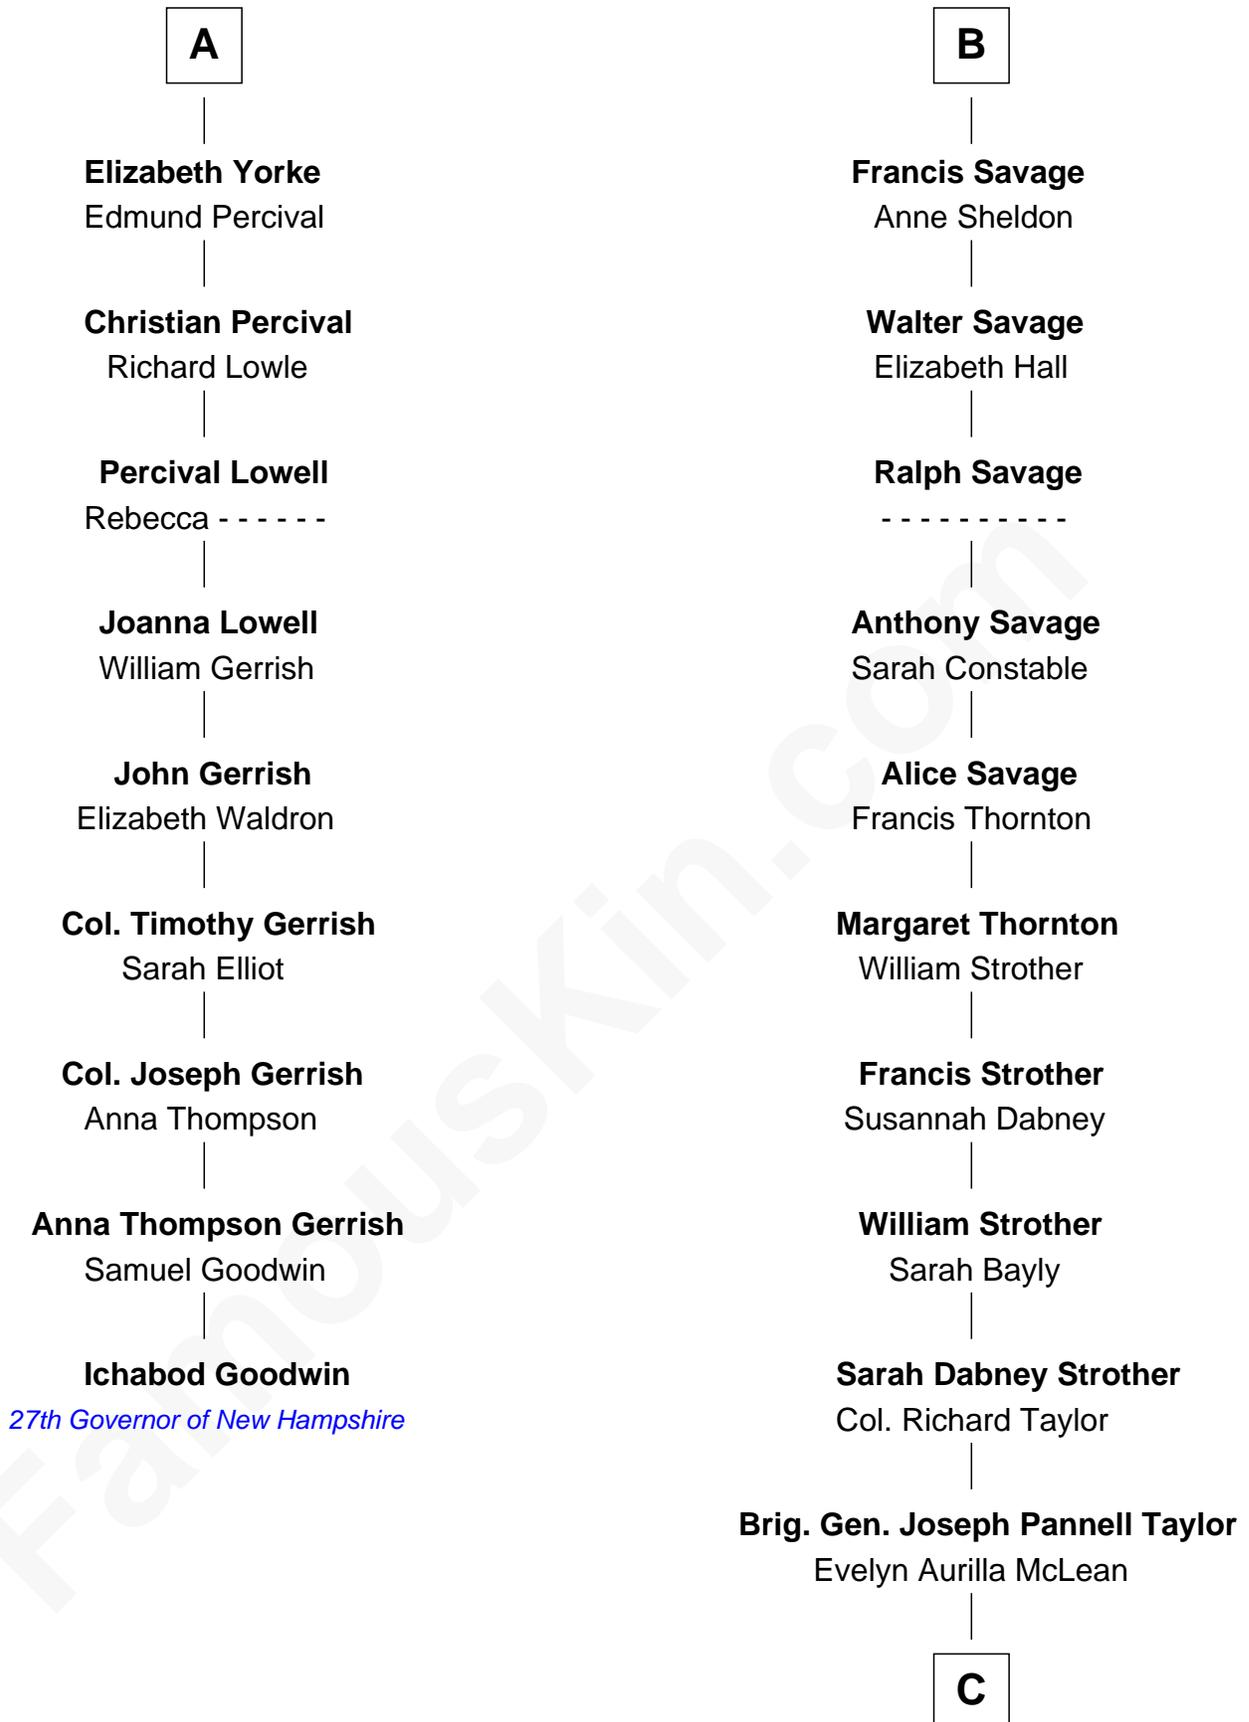 A
Elizabeth Yorke
Edmund Percival
Christian Percival
Richard Lowle
Percival Lowell
Rebecca - - - - - -
Joanna Lowell
William Gerrish
John Gerrish
Elizabeth Waldron
Col. Timothy Gerrish
Sarah Elliot
Col. Joseph Gerrish
Anna Thompson
Anna Thompson Gerrish
Samuel Goodwin
Ichabod Goodwin
27th Governor of New Hampshire
B
Francis Savage
Anne Sheldon
Walter Savage
Elizabeth Hall
Ralph Savage
- - - - - - - - - -
Anthony Savage
Sarah Constable
Alice Savage
Francis Thornton
Margaret Thornton
William Strother
Francis Strother
Susannah Dabney
William Strother
Sarah Bayly
Sarah Dabney Strother
Col. Richard Taylor
Brig. Gen. Joseph Pannell Taylor
Evelyn Aurilla McLean
C
FamousKin.com